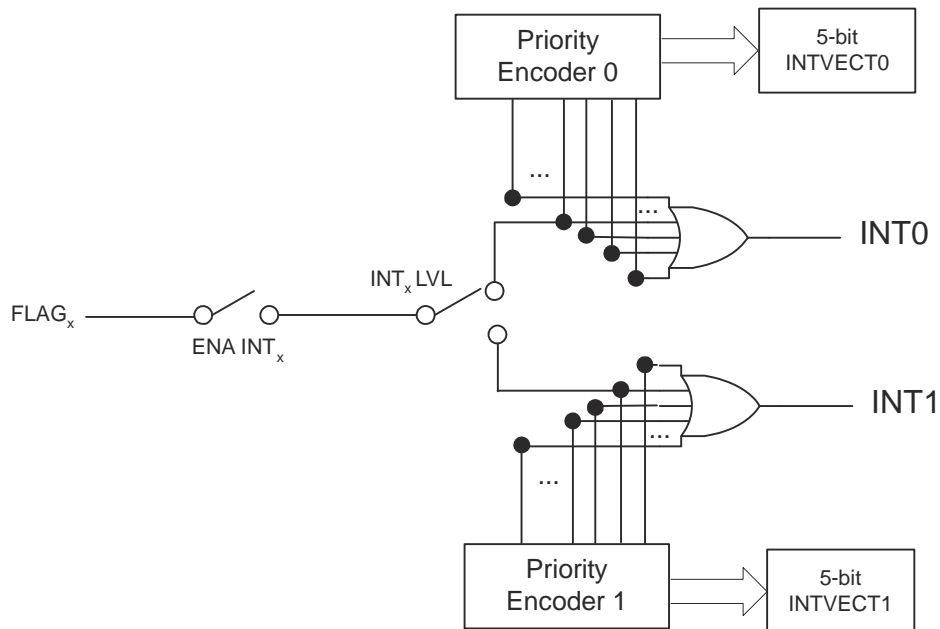 Priority
Encoder 0
5-bit
INTVECT0
...
...
INT0
INTx LVL
FLAGx
ENA INTx
INT1
...
...
Priority
Encoder 1
5-bit
INTVECT1